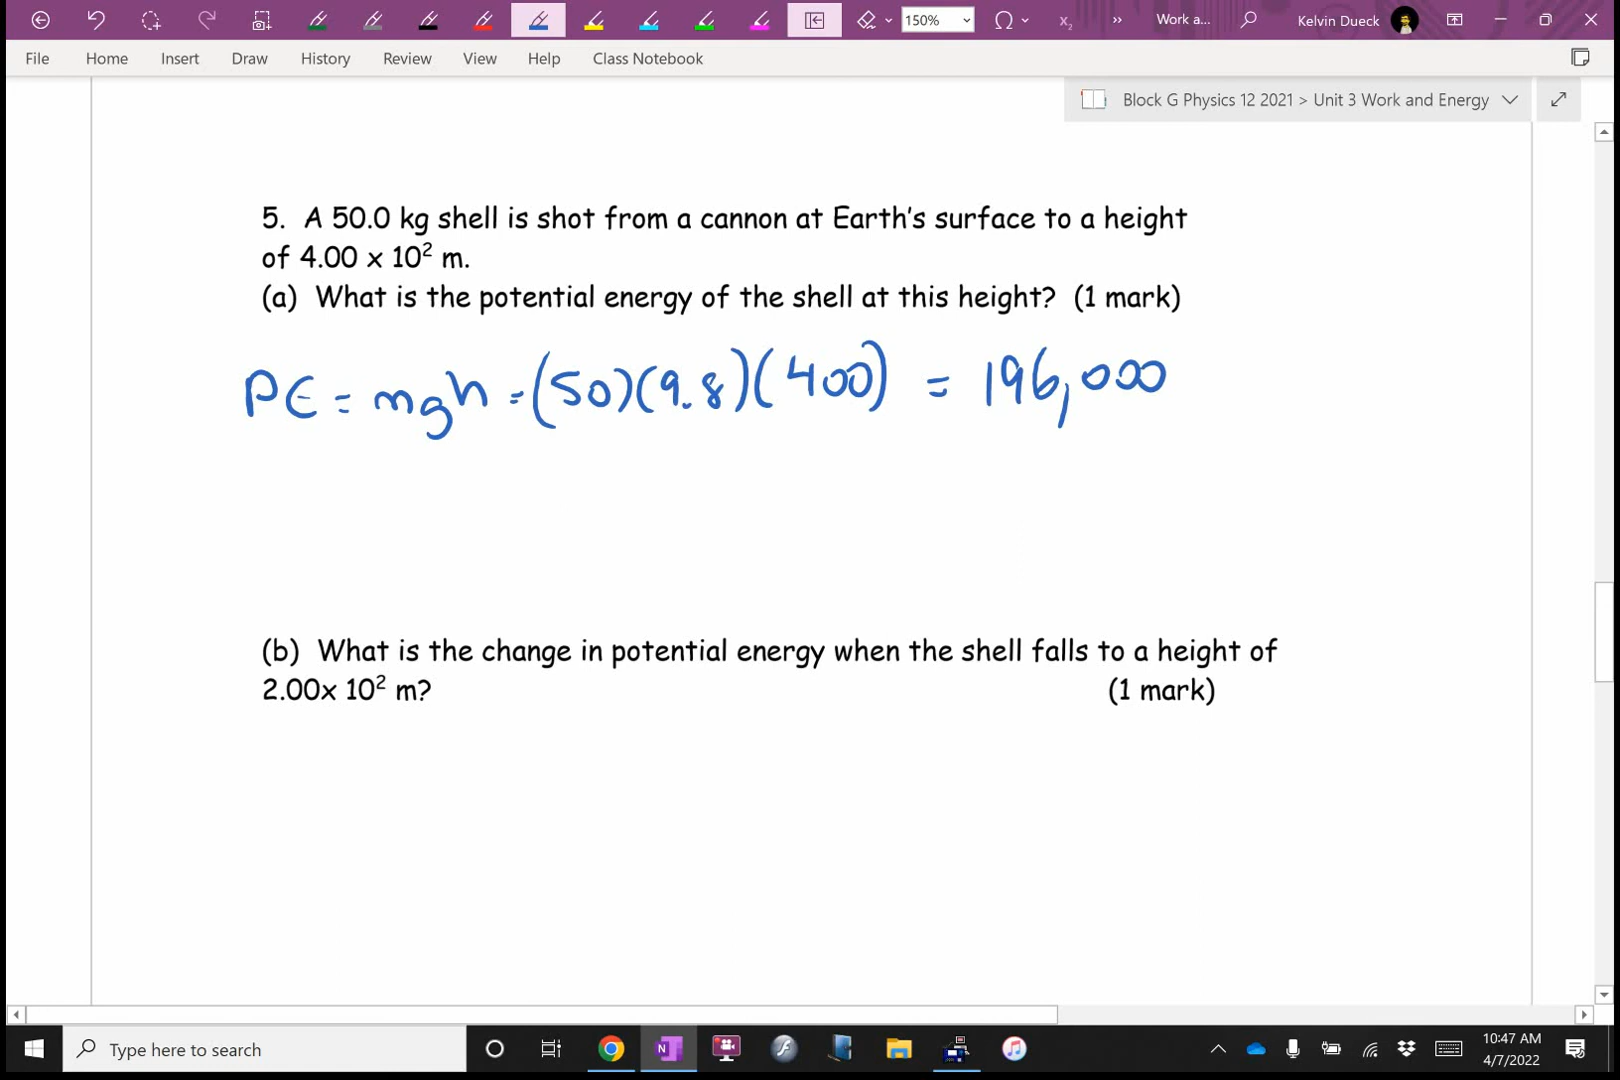 150%
Ω
x₂
»
Work a...
Kelvin Dueck
File Home Insert Draw History Review View Help Class Notebook
Block G Physics 12 2021 > Unit 3 Work and Energy
5. A 50.0 kg shell is shot from a cannon at Earth's surface to a height
of 4.00 x 10² m.
(a) What is the potential energy of the shell at this height? (1 mark)
PE = mgh = (50)(9.8)(400) = 196,000
(b) What is the change in potential energy when the shell falls to a height of
2.00x 10² m? (1 mark)
Type here to search
N
10:47 AM
4/7/2022